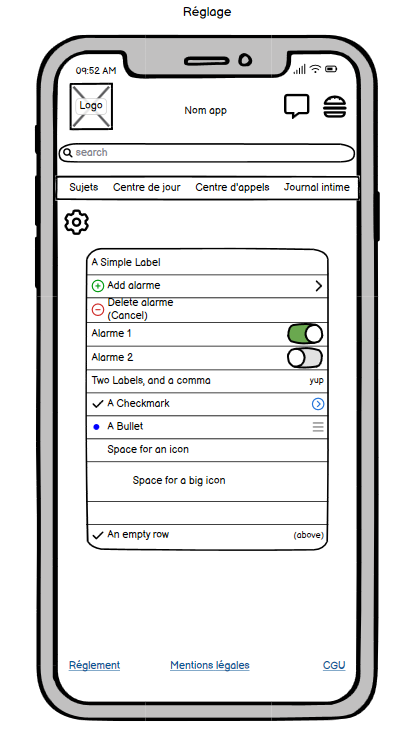 Réglage
09:52 AM
Logo
Nom app
search
Sujets Centre de jour Centre d'appels Journal intime
A Simple Label
Add alarme
Delete alarme
(Cancel)
Alarme 1
Alarme 2
Two Labels, and a comma yup
A Checkmark
A Bullet
Space for an icon
Space for a big icon
An empty row (above)
Réglement Mentions légales CGU